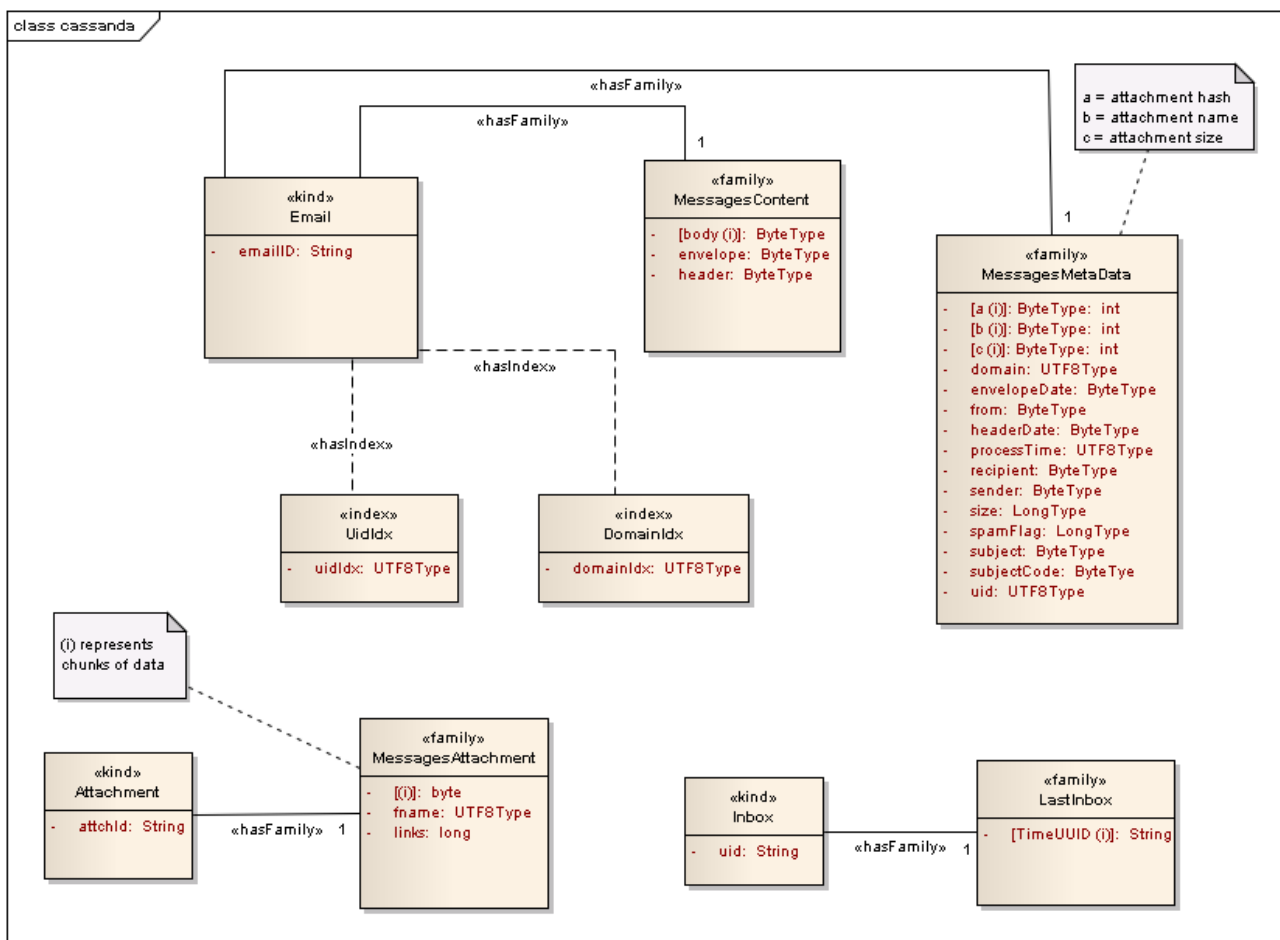 class cassanda
«hasFamily»
«hasFamily»
1
1
a = attachment hash
b = attachment name
c = attachment size
«kind»
Email
- emailID: String
«family»
MessagesContent
- [body (i)]: ByteType
- envelope: ByteType
- header: ByteType
«family»
MessagesMetaData
- [a (i)]: ByteType: int
- [b (i)]: ByteType: int
- [c (i)]: ByteType: int
- domain: UTF8Type
- envelopeDate: ByteType
- from: ByteType
- headerDate: ByteType
- processTime: UTF8Type
- recipient: ByteType
- sender: ByteType
- size: LongType
- spamFlag: LongType
- subject: ByteType
- subjectCode: ByteTye
- uid: UTF8Type
«hasIndex»
«hasIndex»
«index»
UidIdx
- uidIdx: UTF8Type
«index»
DomainIdx
- domainIdx: UTF8Type
(i) represents
chunks of data
«kind»
Attachment
- attchId: String
«hasFamily»
1
«family»
MessagesAttachment
- [(i)]: byte
- fname: UTF8Type
- links: long
«kind»
Inbox
- uid: String
«hasFamily»
1
«family»
LastInbox
- [TimeUUID (i)]: String